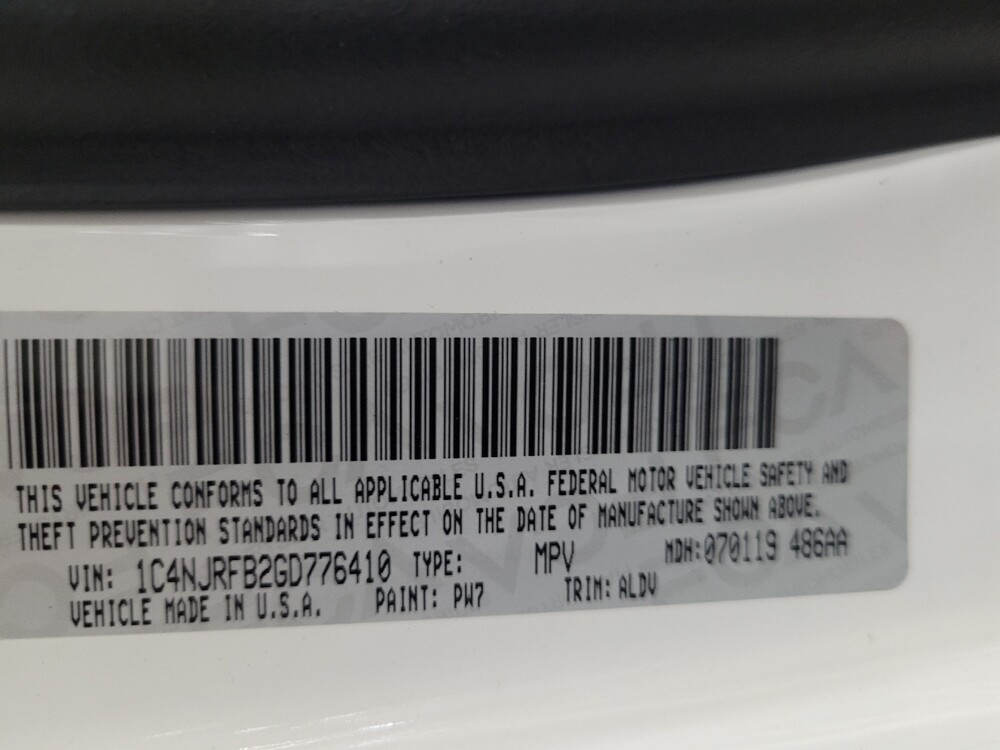 THIS VEHICLE CONFORMS TO ALL APPLICABLE U.S.A. FEDERAL MOTOR VEHICLE SAFETY AND
THEFT PREVENTION STANDARDS IN EFFECT ON THE DATE OF MANUFACTURE SHOWN ABOVE.
VIN: 1C4NJRFB2GD776410 TYPE: MPV MDH:070119 486AA
VEHICLE MADE IN U.S.A. PAINT: PW7 TRIM: ALDV